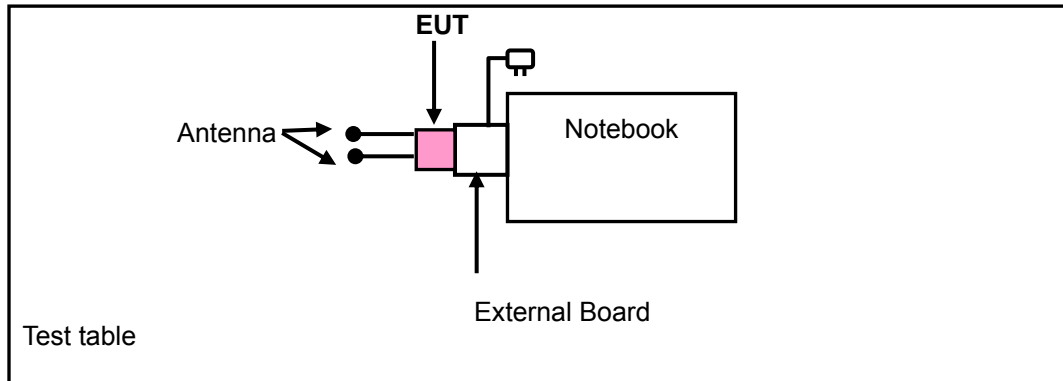 EUT
Antenna
Notebook
External Board
Test table